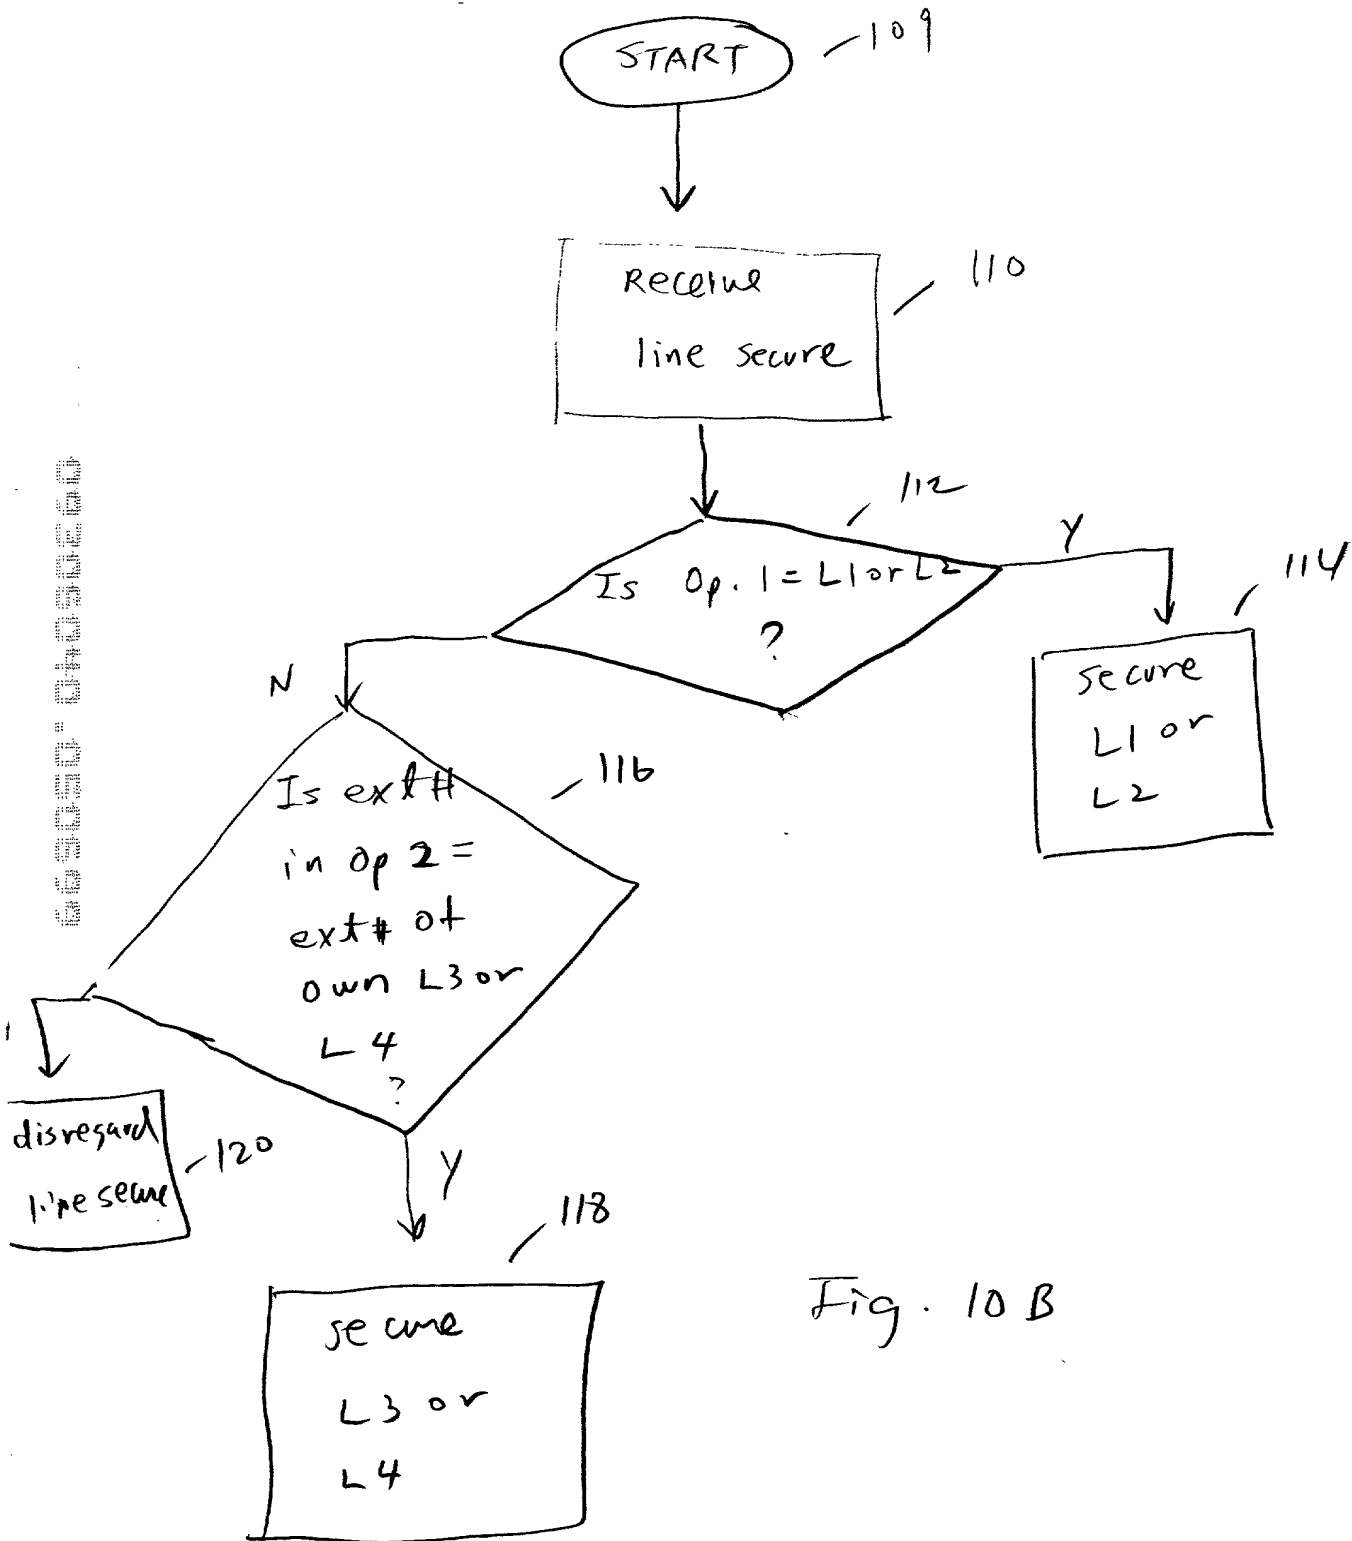 START
109
Receive
line secure
110
112
Is Op. 1 = L1 or L2
?
Y
114
secure
L1 or
L2
N
116
Is ext#
in Op 2 =
ext# of
own L3 or
L4
?
disregard
line secure
120
Y
118
secure
L3 or
L4
Fig. 10B